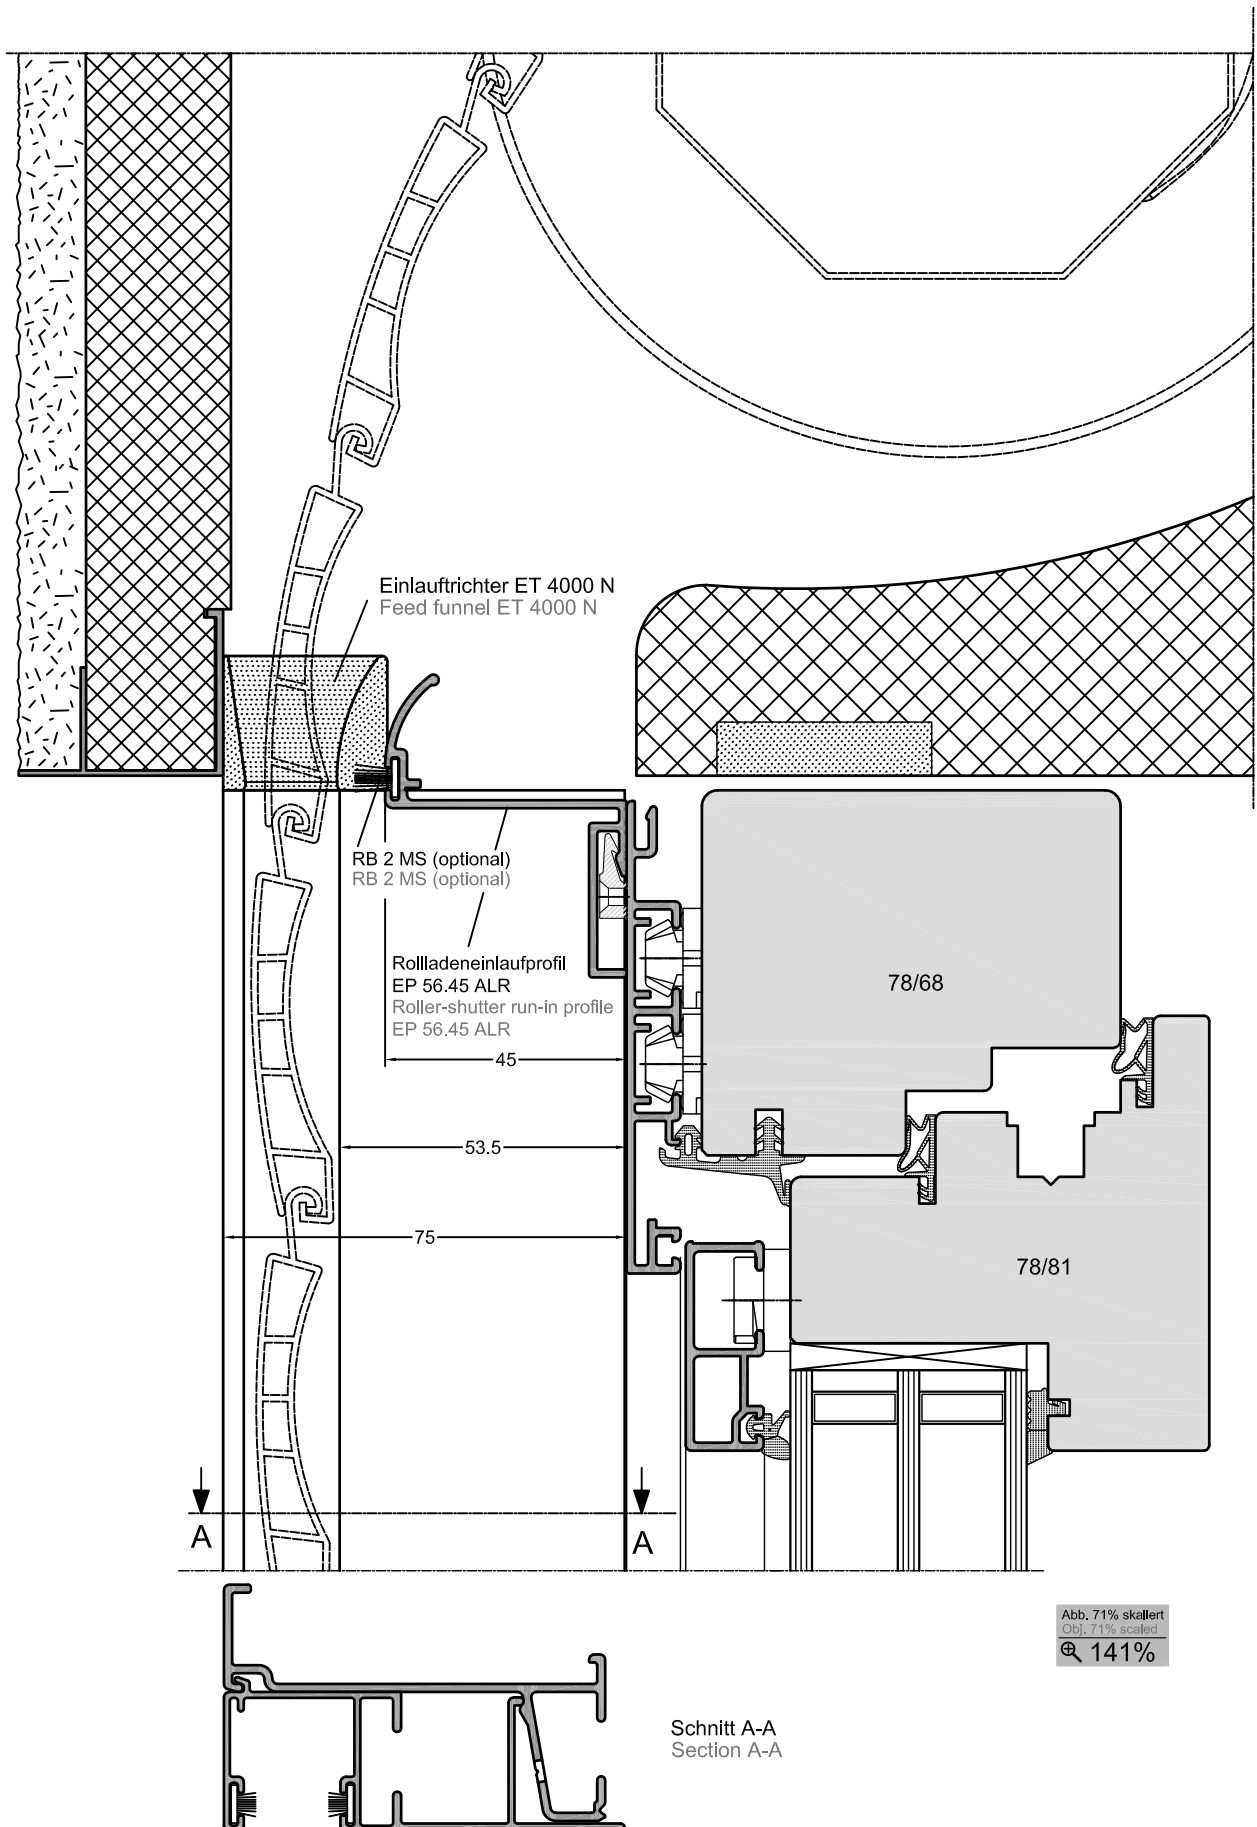 Einlauftrichter ET 4000 N
Feed funnel ET 4000 N
RB 2 MS (optional)
RB 2 MS (optional)
Rollladeneinlaufprofil
EP 56.45 ALR
Roller-shutter run-in profile
EP 56.45 ALR
78/68
45
53.5
75
78/81
A
A
Abb. 71% skaliert
Obj. 71% scaled
141%
Schnitt A-A
Section A-A